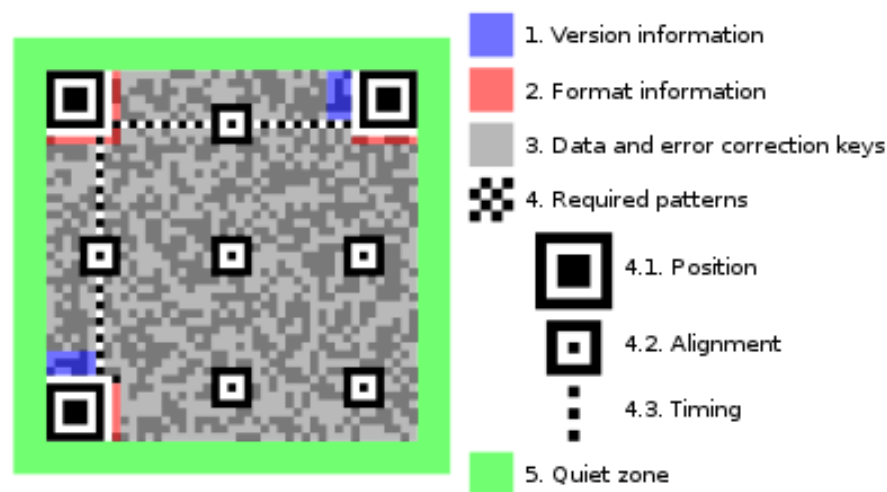 1. Version information
2. Format information
3. Data and error correction keys
4. Required patterns
4.1. Position
4.2. Alignment
4.3. Timing
5. Quiet zone